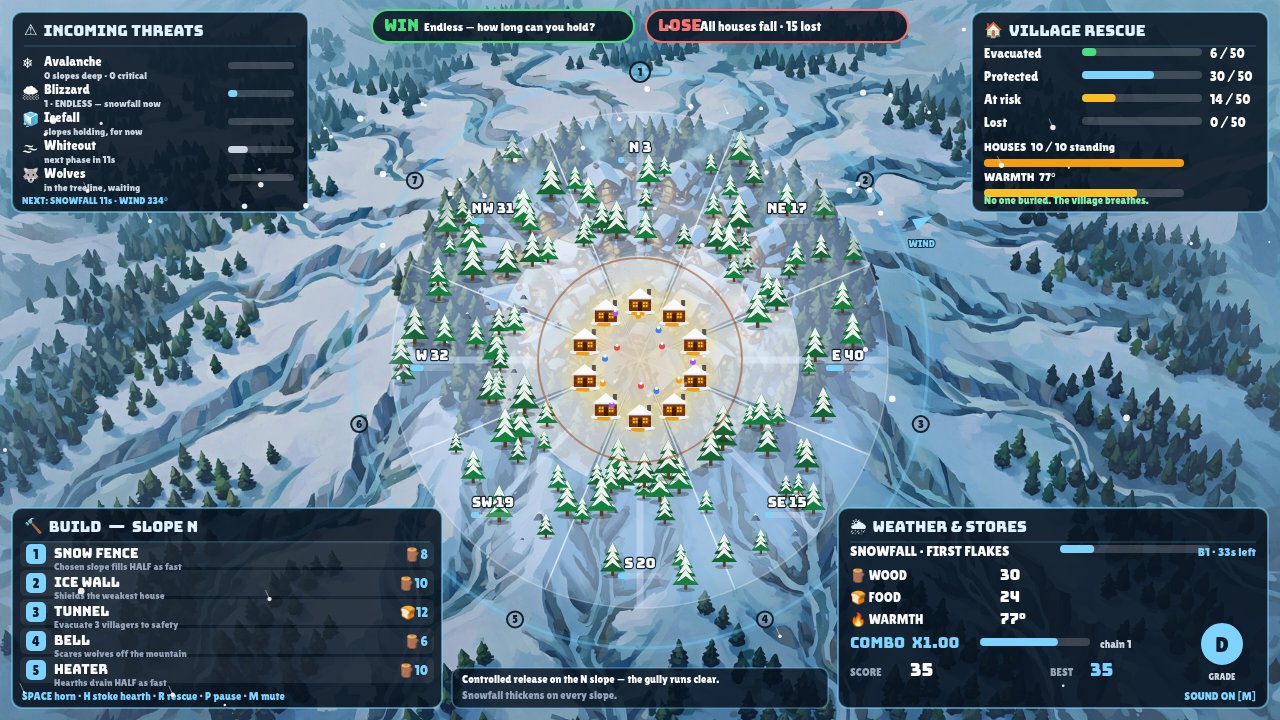 INCOMING THREATS
Avalanche
0 slopes deep · 0 critical
Blizzard
1 · ENDLESS — snowfall now
Icefall
slopes holding, for now
Whiteout
next phase in 11s
Wolves
in the treeline, waiting
NEXT: SNOWFALL 11s · WIND 334°
WIN Endless — how long can you hold?
LOSE All houses fall · 15 lost
VILLAGE RESCUE
Evacuated 6 / 50
Protected 30 / 50
At risk 14 / 50
Lost 0 / 50
HOUSES 10 / 10 standing
WARMTH 77°
No one buried. The village breathes.
1
N 3
7
2
NW 31
NE 17
WIND
W 32
E 40
6
3
SW 19
SE 15
S 20
5
4
BUILD — SLOPE N
1 SNOW FENCE 8
Chosen slope fills HALF as fast
2 ICE WALL 10
Shields the weakest house
3 TUNNEL 12
Evacuate 3 villagers to safety
4 BELL 6
Scares wolves off the mountain
5 HEATER 10
Hearths drain HALF as fast
SPACE horn · H stoke hearth · R rescue · P pause · M mute
Controlled release on the N slope — the gully runs clear.
Snowfall thickens on every slope.
WEATHER & STORES
SNOWFALL · FIRST FLAKES B1 · 33s left
WOOD 30
FOOD 24
WARMTH 77°
COMBO X1.00 chain 1
SCORE 35 BEST 35
D
GRADE
SOUND ON [M]